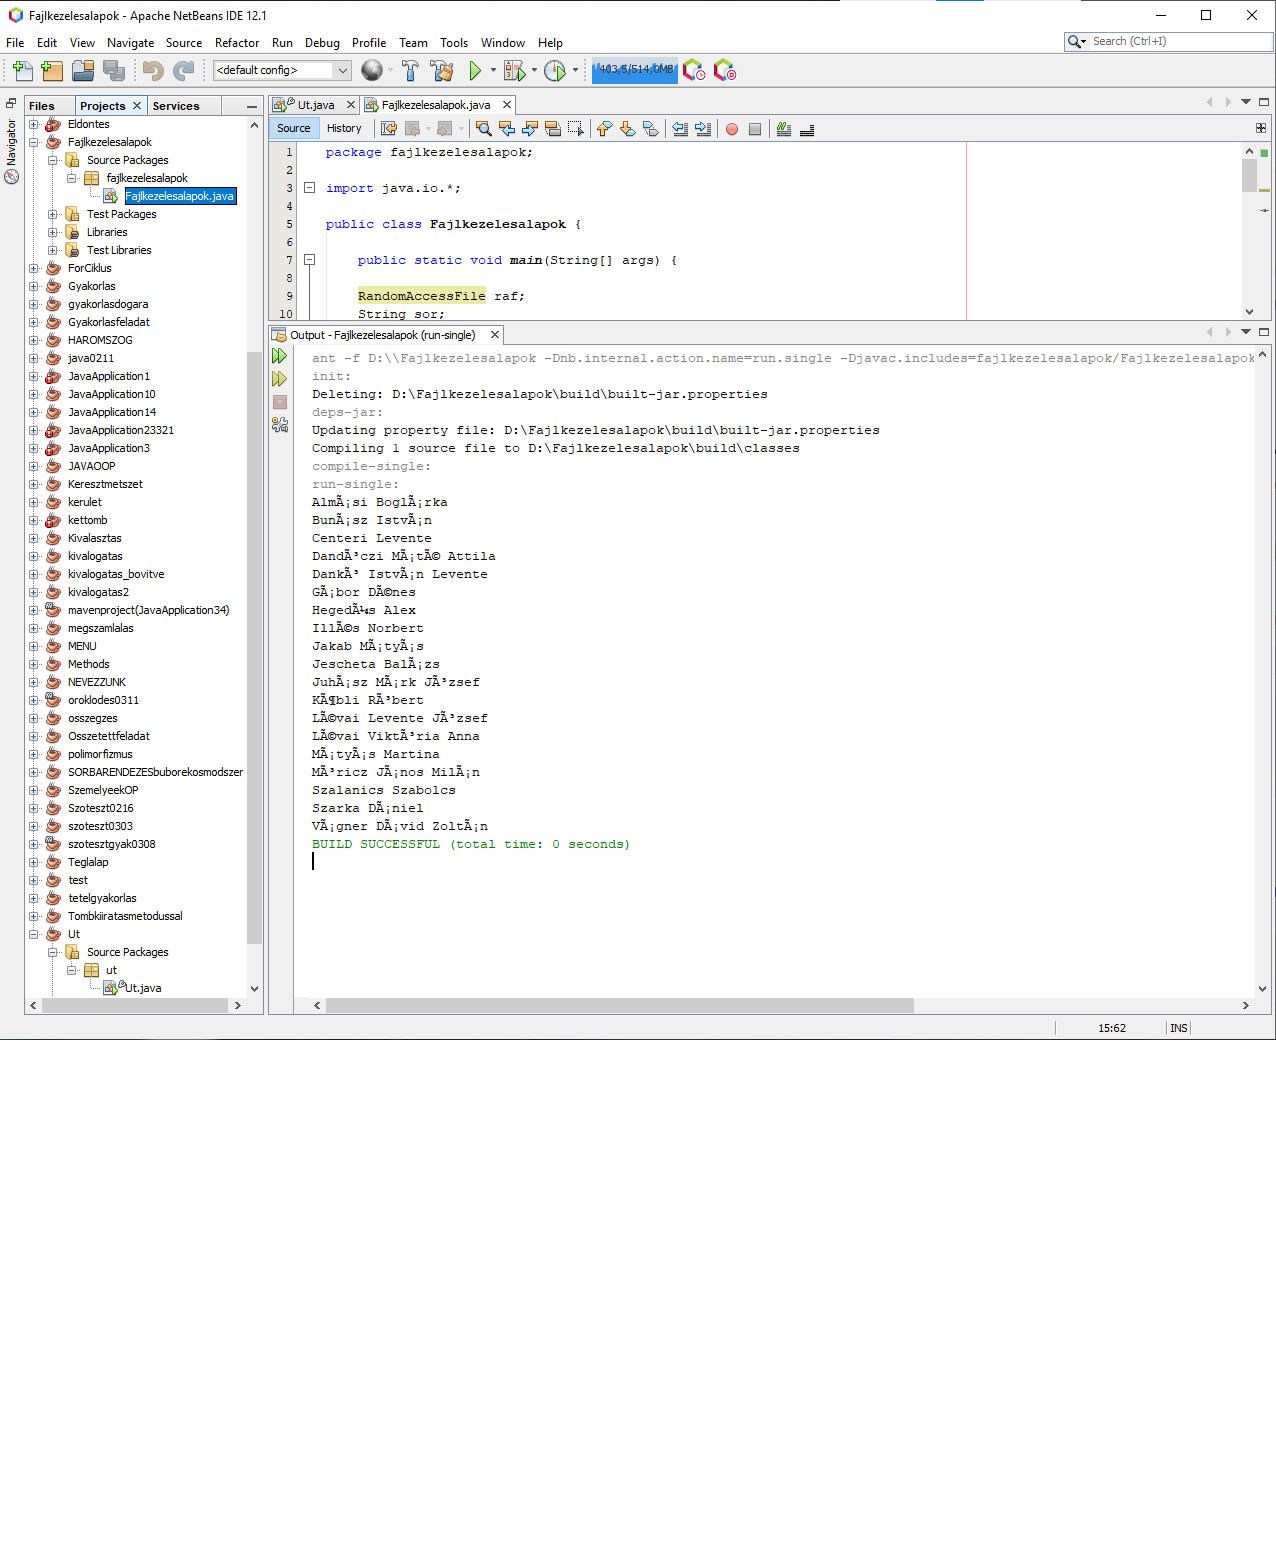 Fajlkezelesalapok - Apache NetBeans IDE 12.1
File Edit View Navigate Source Refactor Run Debug Profile Team Tools Window Help
Search (Ctrl+I)
<default config>
403,5/514,0MB
Navigator
Files Projects Services
Eldontes
Fajlkezelesalapok
Source Packages
fajlkezelesalapok
Fajlkezelesalapok.java
Test Packages
Libraries
Test Libraries
ForCiklus
Gyakorlas
gyakorlasdogara
Gyakorlasfeladat
HAROMSZOG
java0211
JavaApplication1
JavaApplication10
JavaApplication14
JavaApplication23321
JavaApplication3
JAVAOOP
Keresztmetszet
kerulet
kettomb
Kivalasztas
kivalogatas
kivalogatas_bovitve
kivalogatas2
mavenproject(JavaApplication34)
megszamlalas
MENU
Methods
NEVEZZUNK
oroklodes0311
osszegzes
Osszetettfeladat
polimorfizmus
SORBARENDEZESbuborekosmodszer
SzemelyeekOP
Szoteszt0216
szoteszt0303
szotesztgyak0308
Teglalap
test
tetelgyakorlas
Tombkiiratasmetodussal
Ut
Source Packages
ut
Ut.java
Ut.java Fajlkezelesalapok.java
Source History
1 package fajlkezelesalapok;
2
3 import java.io.*;
4
5 public class Fajlkezelesalapok {
6
7 public static void main(String[] args) {
8
9 RandomAccessFile raf;
10 String sor;
Output - Fajlkezelesalapok (run-single)
ant -f D:\\Fajlkezelesalapok -Dnb.internal.action.name=run.single -Djavac.includes=fajlkezelesalapok/Fajlkezelesalapok
init:
Deleting: D:\Fajlkezelesalapok\build\built-jar.properties
deps-jar:
Updating property file: D:\Fajlkezelesalapok\build\built-jar.properties
Compiling 1 source file to D:\Fajlkezelesalapok\build\classes
compile-single:
run-single:
AlmÃ¡si BoglÃ¡rka
BunÃ¡sz IstvÃ¡n
Centeri Levente
DandÃ³czi MÃ¡tÃ© Attila
DankÃ³ IstvÃ¡n Levente
GÃ¡bor DÃ©nes
HegedÃ¼s Alex
IllÃ©s Norbert
Jakab MÃ¡tyÃ¡s
Jescheta BalÃ¡zs
JuhÃ¡sz MÃ¡rk JÃ³zsef
KÃ¶bli RÃ³bert
LÃ©vai Levente JÃ³zsef
LÃ©vai ViktÃ³ria Anna
MÃ¡tyÃ¡s Martina
MÃ³ricz JÃ¡nos MilÃ¡n
Szalanics Szabolcs
Szarka DÃ¡niel
VÃ¡gner DÃ¡vid ZoltÃ¡n
BUILD SUCCESSFUL (total time: 0 seconds)
15:62 INS